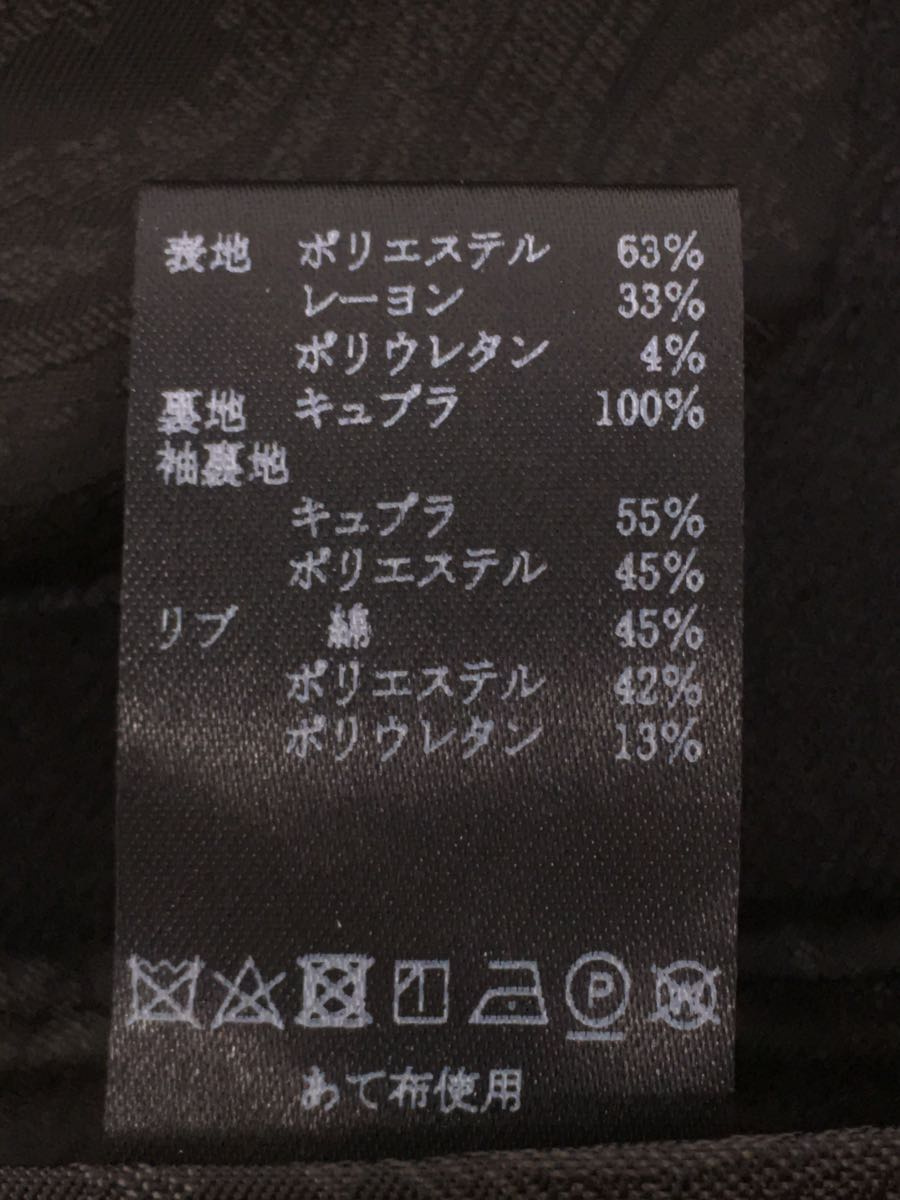 表地 ポリエステル 63%
レーヨン 33%
ポリウレタン 4%
裏地 キュプラ 100%
袖裏地
キュプラ 55%
ポリエステル 45%
リブ 綿 45%
ポリエステル 42%
ポリウレタン 13%
P W
あて布使用